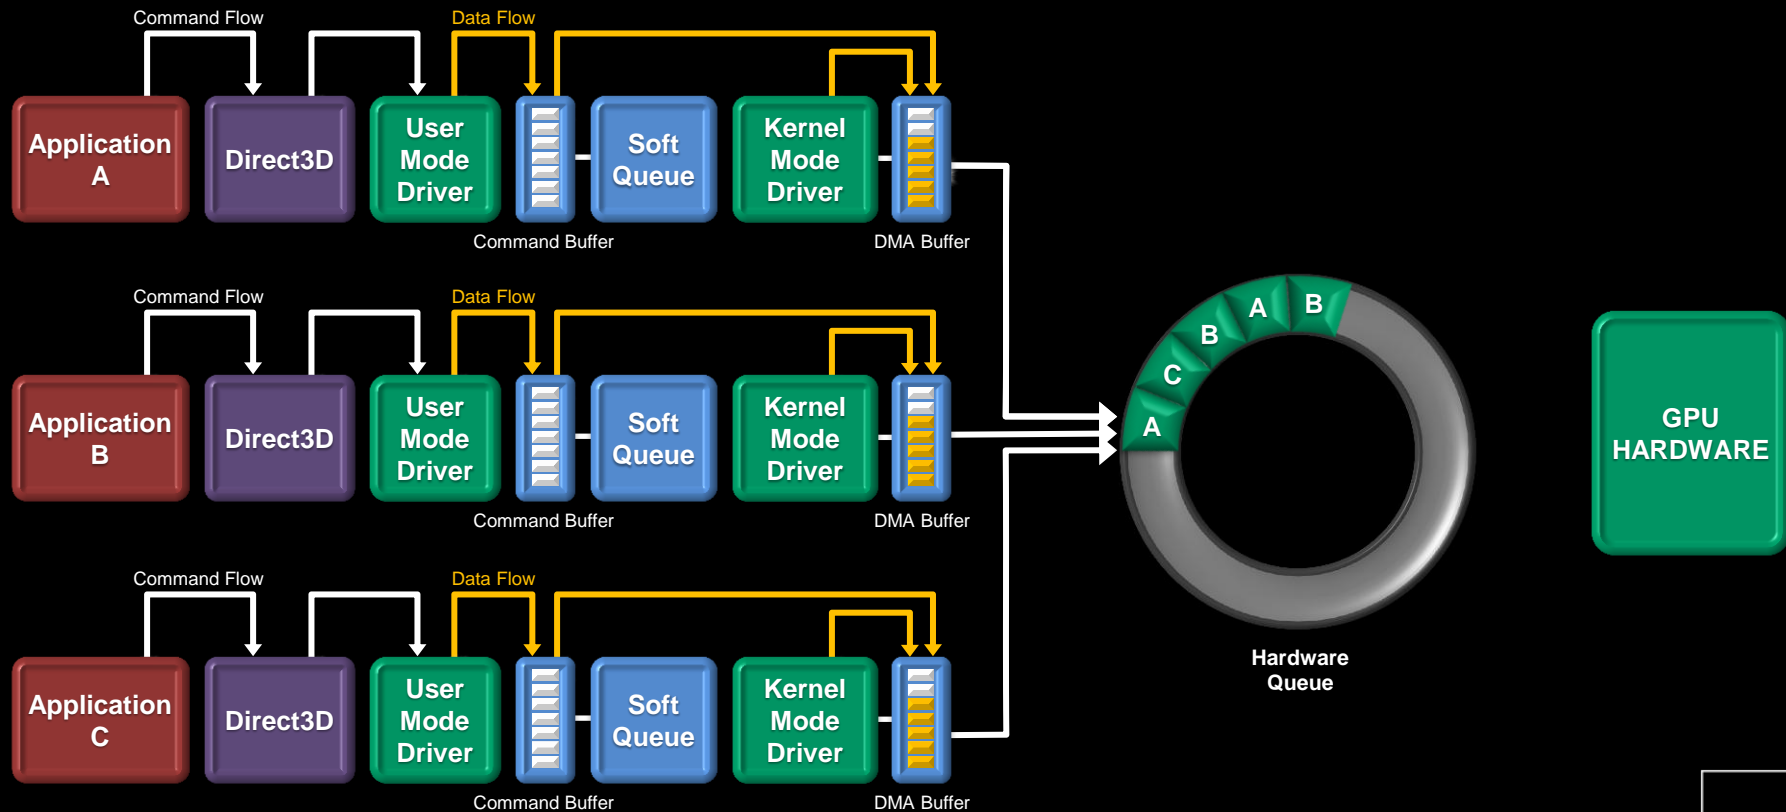 Command Flow
Data Flow
Application
A
Direct3D
User
Mode
Driver
Soft
Queue
Kernel
Mode
Driver
Command Buffer
DMA Buffer
Command Flow
Data Flow
Application
B
Direct3D
User
Mode
Driver
Soft
Queue
Kernel
Mode
Driver
Command Buffer
DMA Buffer
Command Flow
Data Flow
Application
C
Direct3D
User
Mode
Driver
Soft
Queue
Kernel
Mode
Driver
Command Buffer
DMA Buffer
A
C
B
A
B
Hardware
Queue
GPU
HARDWARE